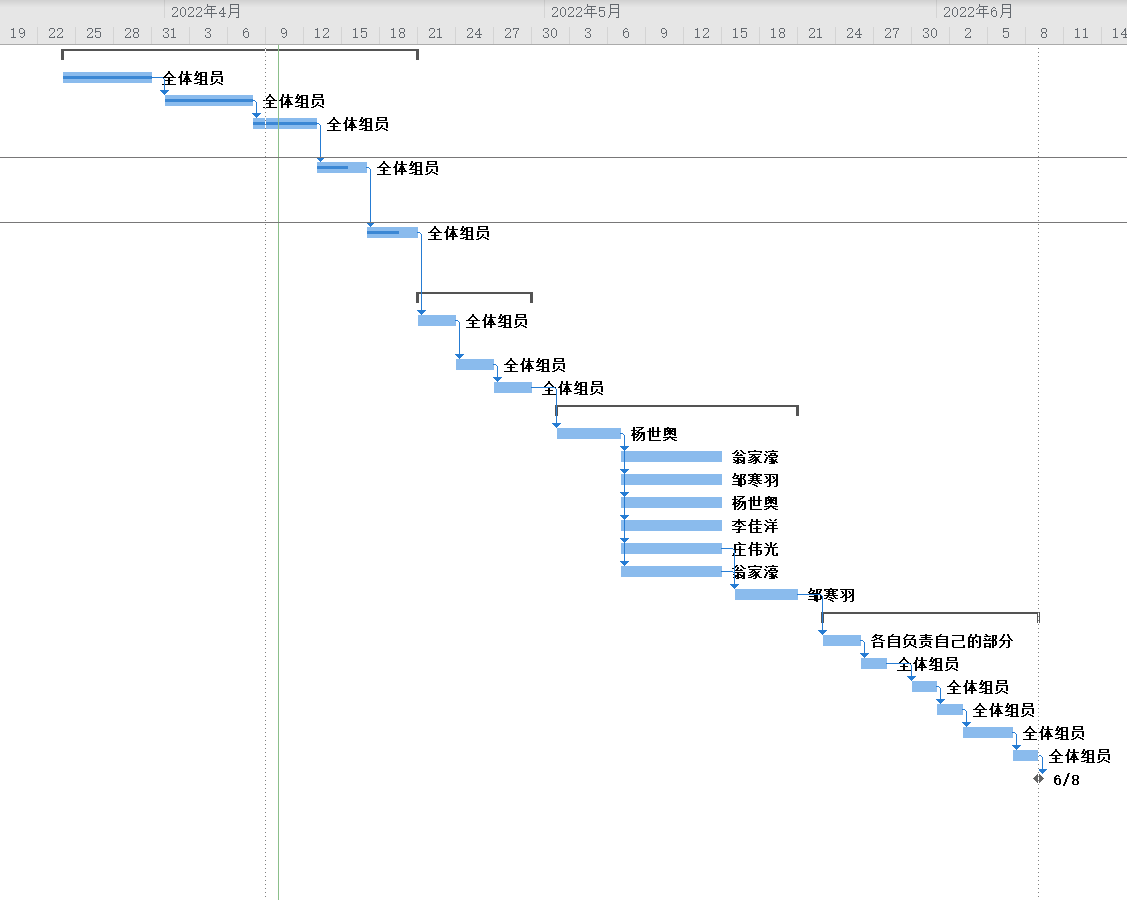 2022年4月 2022年5月 2022年6月
19 22 25 28 31 3 6 9 12 15 18 21 24 27 30 3 6 9 12 15 18 21 24 27 30 2 5 8 11 14
全体组员
全体组员
全体组员
全体组员
全体组员
全体组员
全体组员
全体组员
杨世奥
翁家濠
邹寒羽
杨世奥
李佳洋
庄伟光
翁家濠
邹寒羽
各自负责自己的部分
全体组员
全体组员
全体组员
全体组员
全体组员
6/8